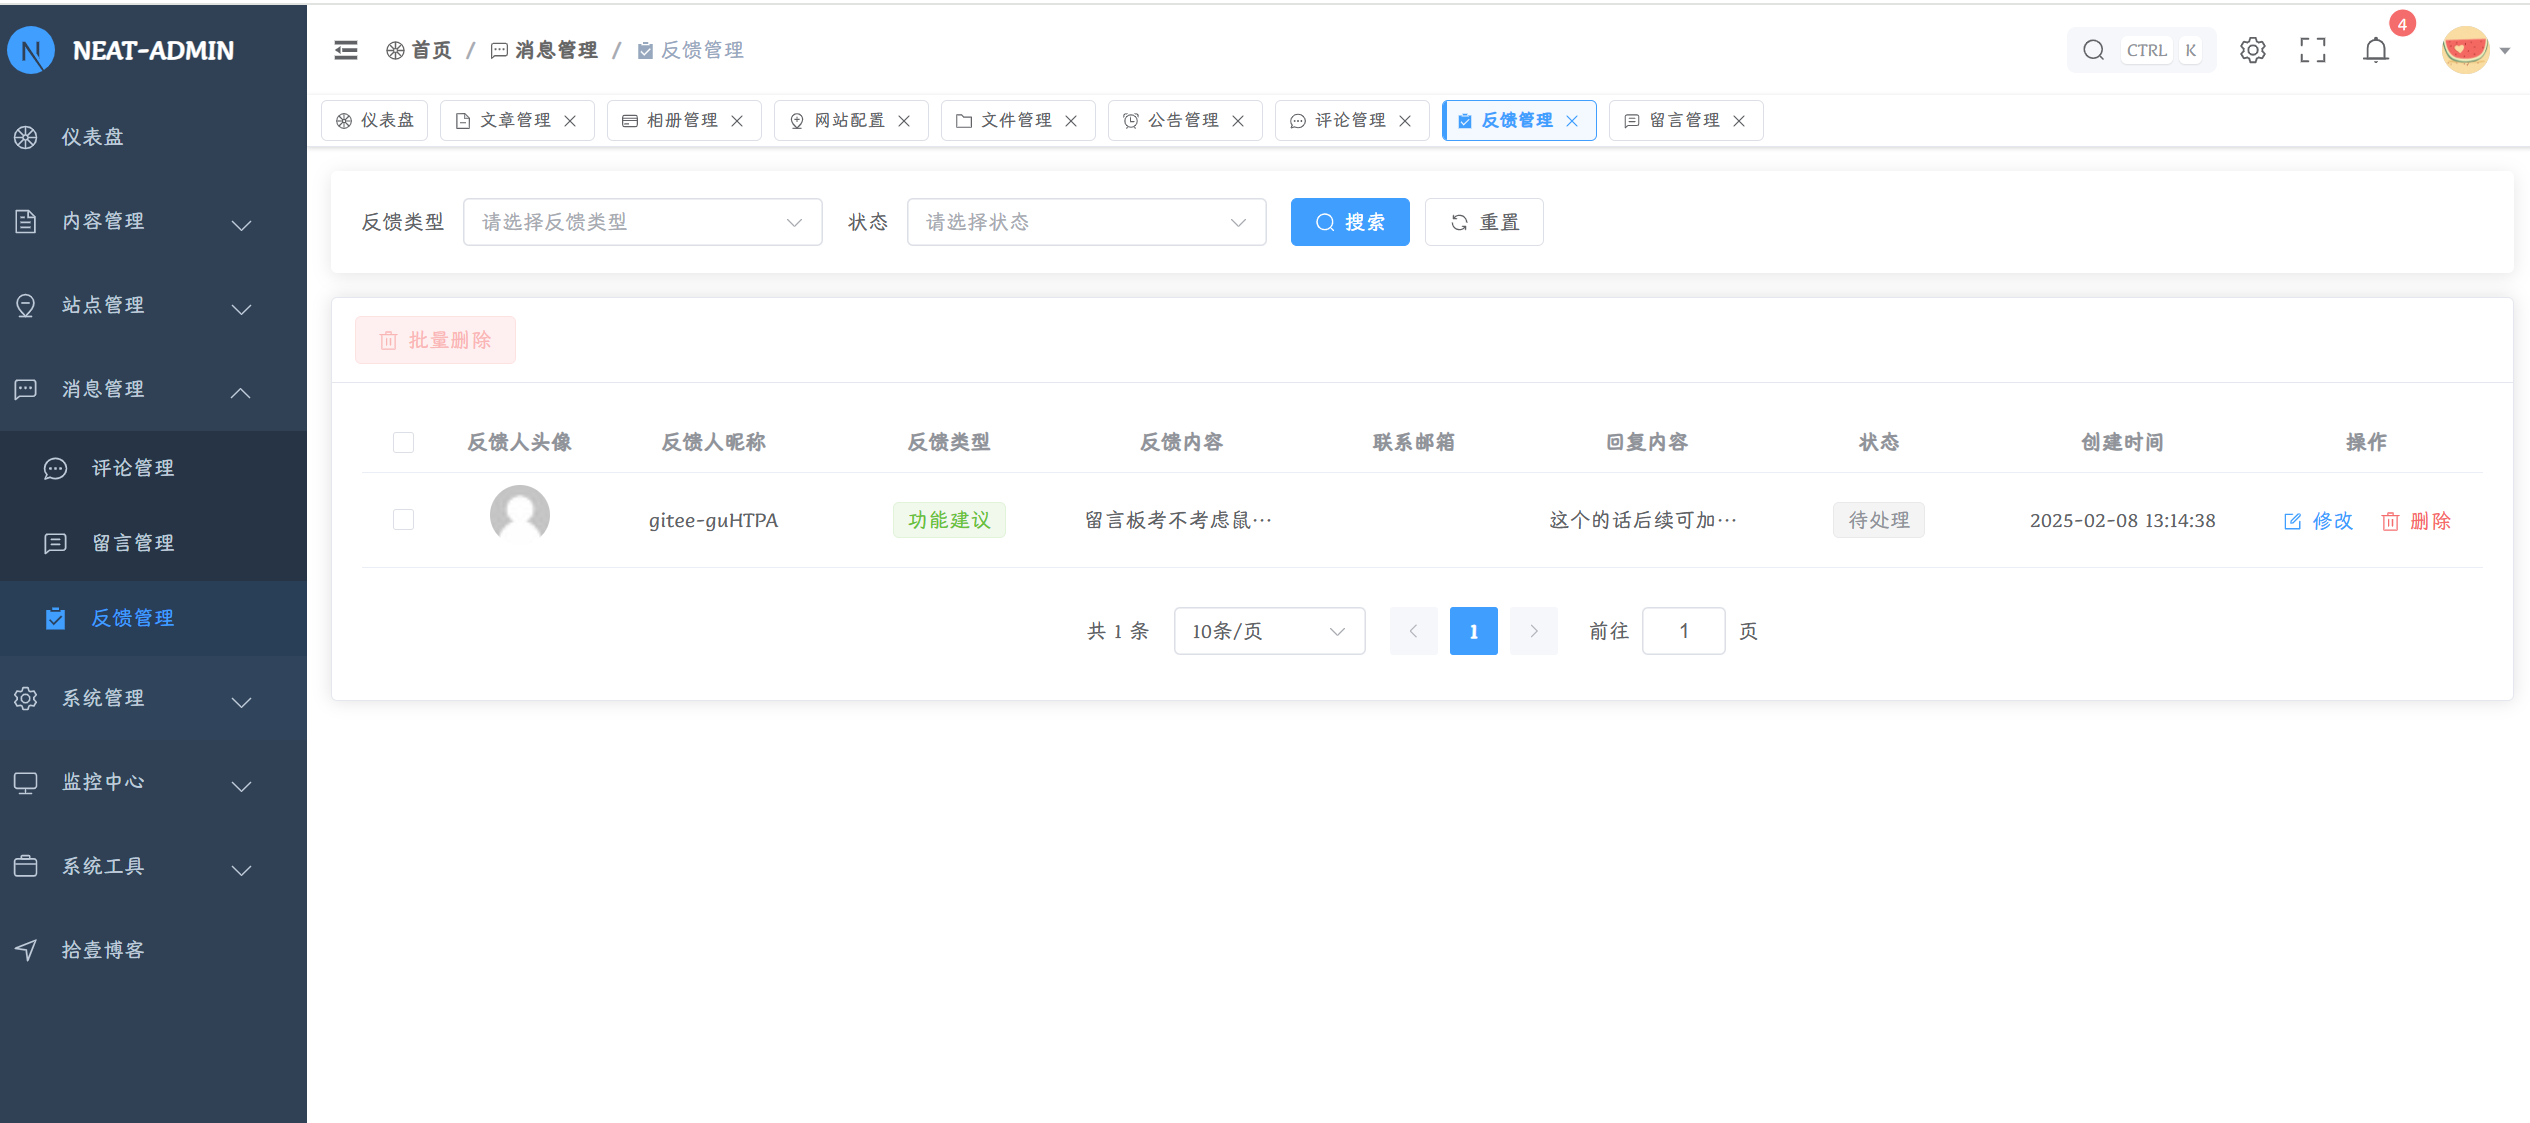 NEAT-ADMIN
仪表盘
内容管理
站点管理
消息管理
评论管理
留言管理
反馈管理
系统管理
监控中心
系统工具
拾壹博客
首页 / 消息管理 / 反馈管理
CTRL K
4
仪表盘 文章管理 相册管理 网站配置 文件管理 公告管理 评论管理 反馈管理 留言管理
反馈类型 请选择反馈类型 状态 请选择状态 搜索 重置
批量删除
反馈人头像 反馈人昵称 反馈类型 反馈内容 联系邮箱 回复内容 状态 创建时间 操作
gitee-guHTPA 功能建议 留言板考不考虑鼠… 这个的话后续可加… 待处理 2025-02-08 13:14:38 修改 删除
共 1 条 10条/页 1 前往 1 页